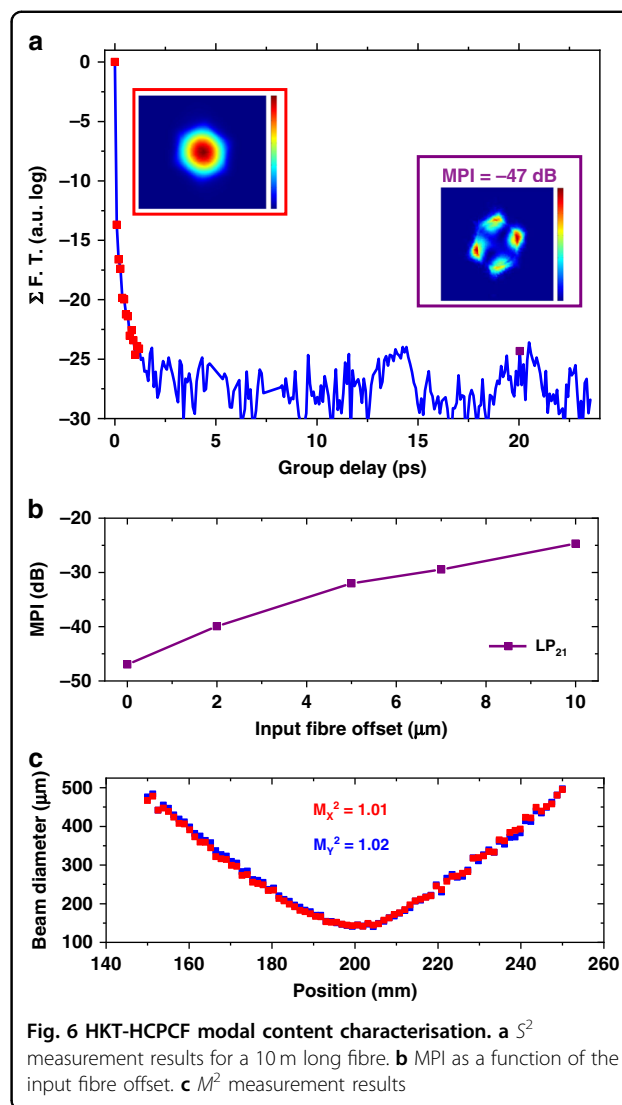 a
0
−5
−10
−15
−20
−25
−30
Σ F. T. (a.u. log)
MPI = −47 dB
0
5
10
15
20
Group delay (ps)
b
−20
−30
−40
−50
MPI (dB)
LP21
0
2
4
6
8
10
Input fibre offset (μm)
c
500
400
300
200
100
Beam diameter (μm)
MX² = 1.01
MY² = 1.02
140
160
180
200
220
240
260
Position (mm)
Fig. 6 HKT-HCPCF modal content characterisation. a S²
measurement results for a 10 m long fibre. b MPI as a function of the
input fibre offset. c M² measurement results